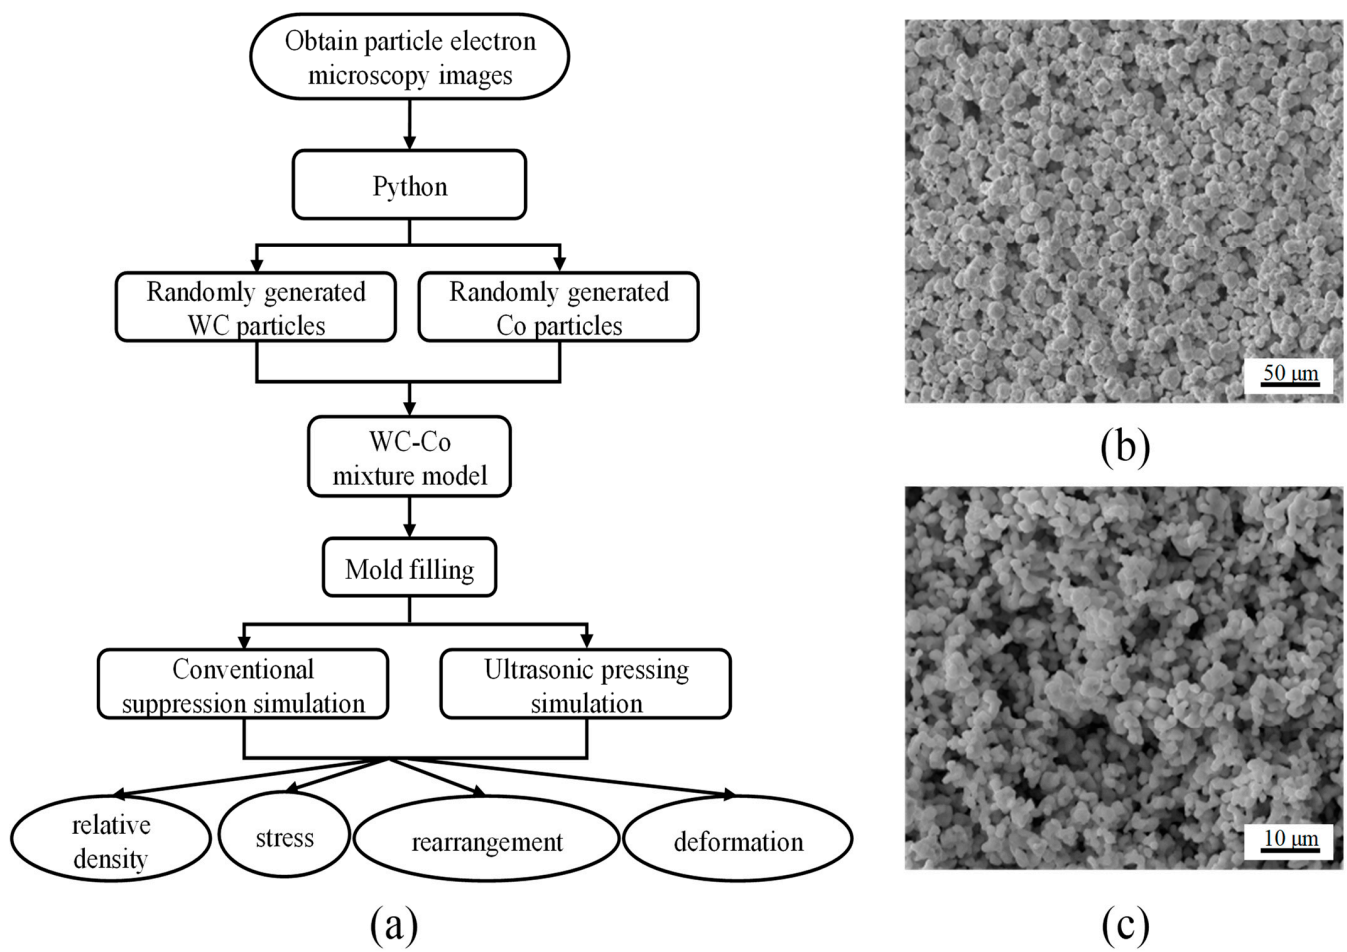 Obtain particle electron
microscopy images
Python
Randomly generated
WC particles
Randomly generated
Co particles
WC-Co
mixture model
Mold filling
Conventional
suppression simulation
Ultrasonic pressing
simulation
relative
density
stress
rearrangement
deformation
(a)
50 μm
(b)
10 μm
(c)